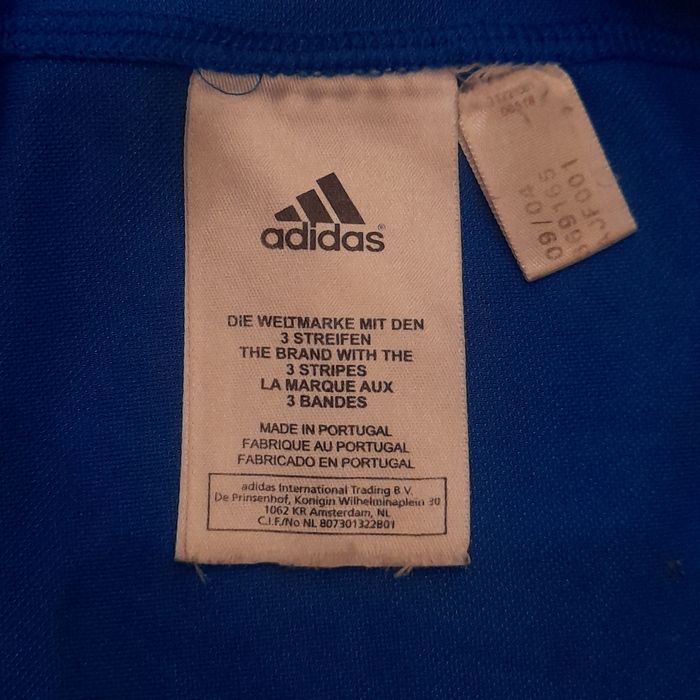 adidas
DIE WELTMARKE MIT DEN
3 STREIFEN
THE BRAND WITH THE
3 STRIPES
LA MARQUE AUX
3 BANDES
MADE IN PORTUGAL
FABRIQUE AU PORTUGAL
FABRICADO EN PORTUGAL
adidas International Trading B.V.
De Prinsenhof, Konigin Wilhelminaplein 30
1062 KR Amsterdam, NL
C.I.F./No NL 807301322B01
09/04
369165